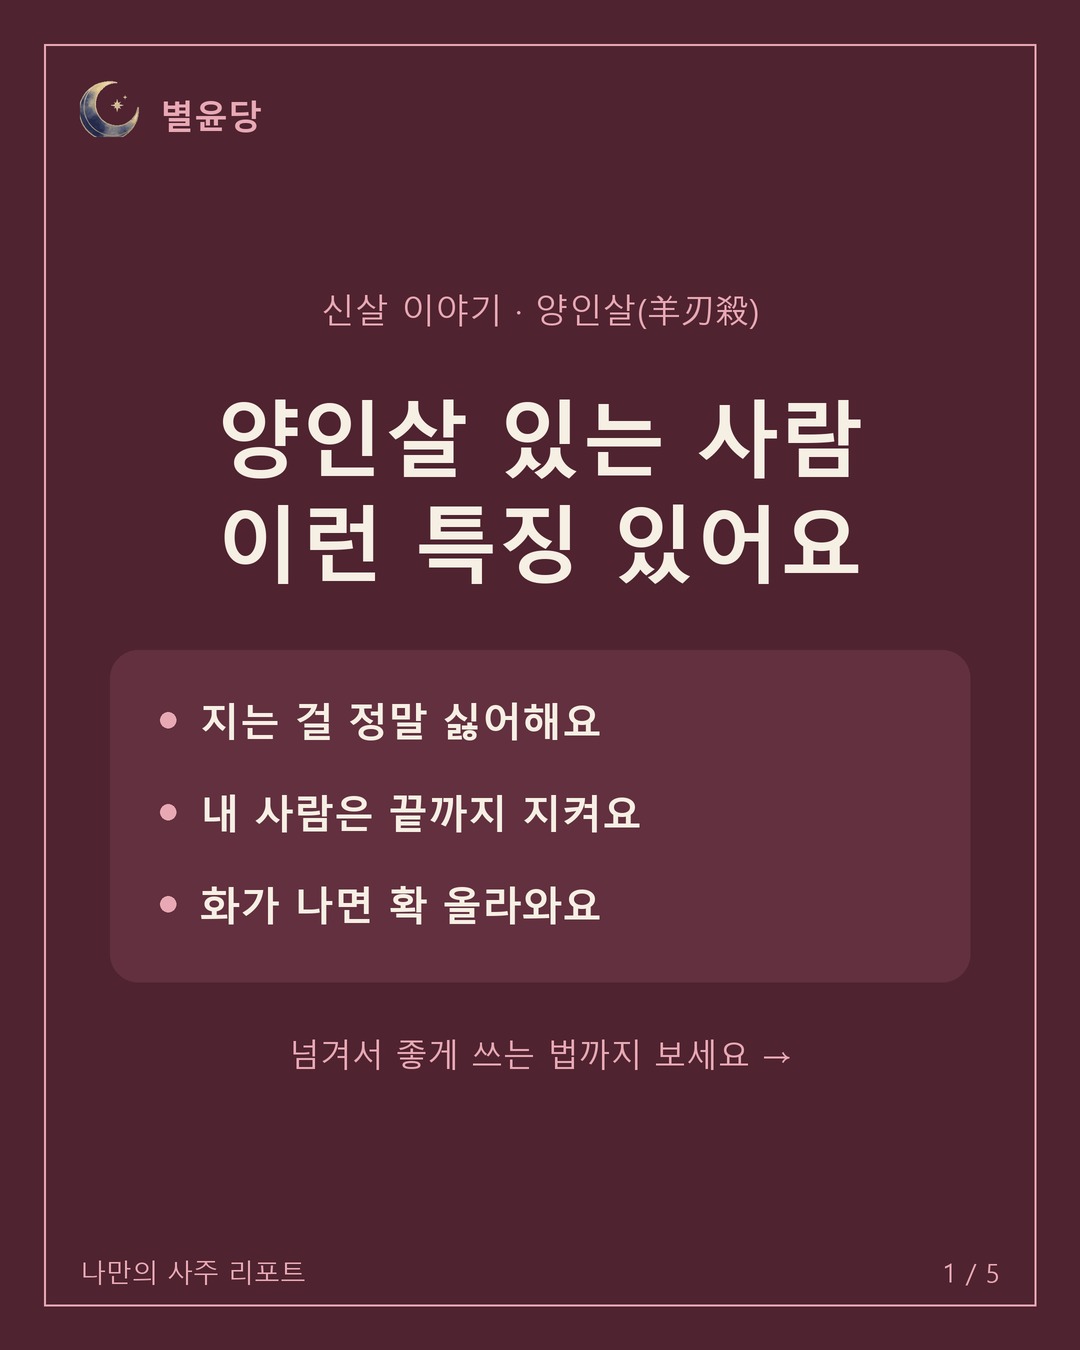 별윤당
신살 이야기 · 양인살(羊刃殺)
양인살 있는 사람
이런 특징 있어요
• 지는 걸 정말 싫어해요
• 내 사람은 끝까지 지켜요
• 화가 나면 확 올라와요
넘겨서 좋게 쓰는 법까지 보세요 →
나만의 사주 리포트
1 / 5